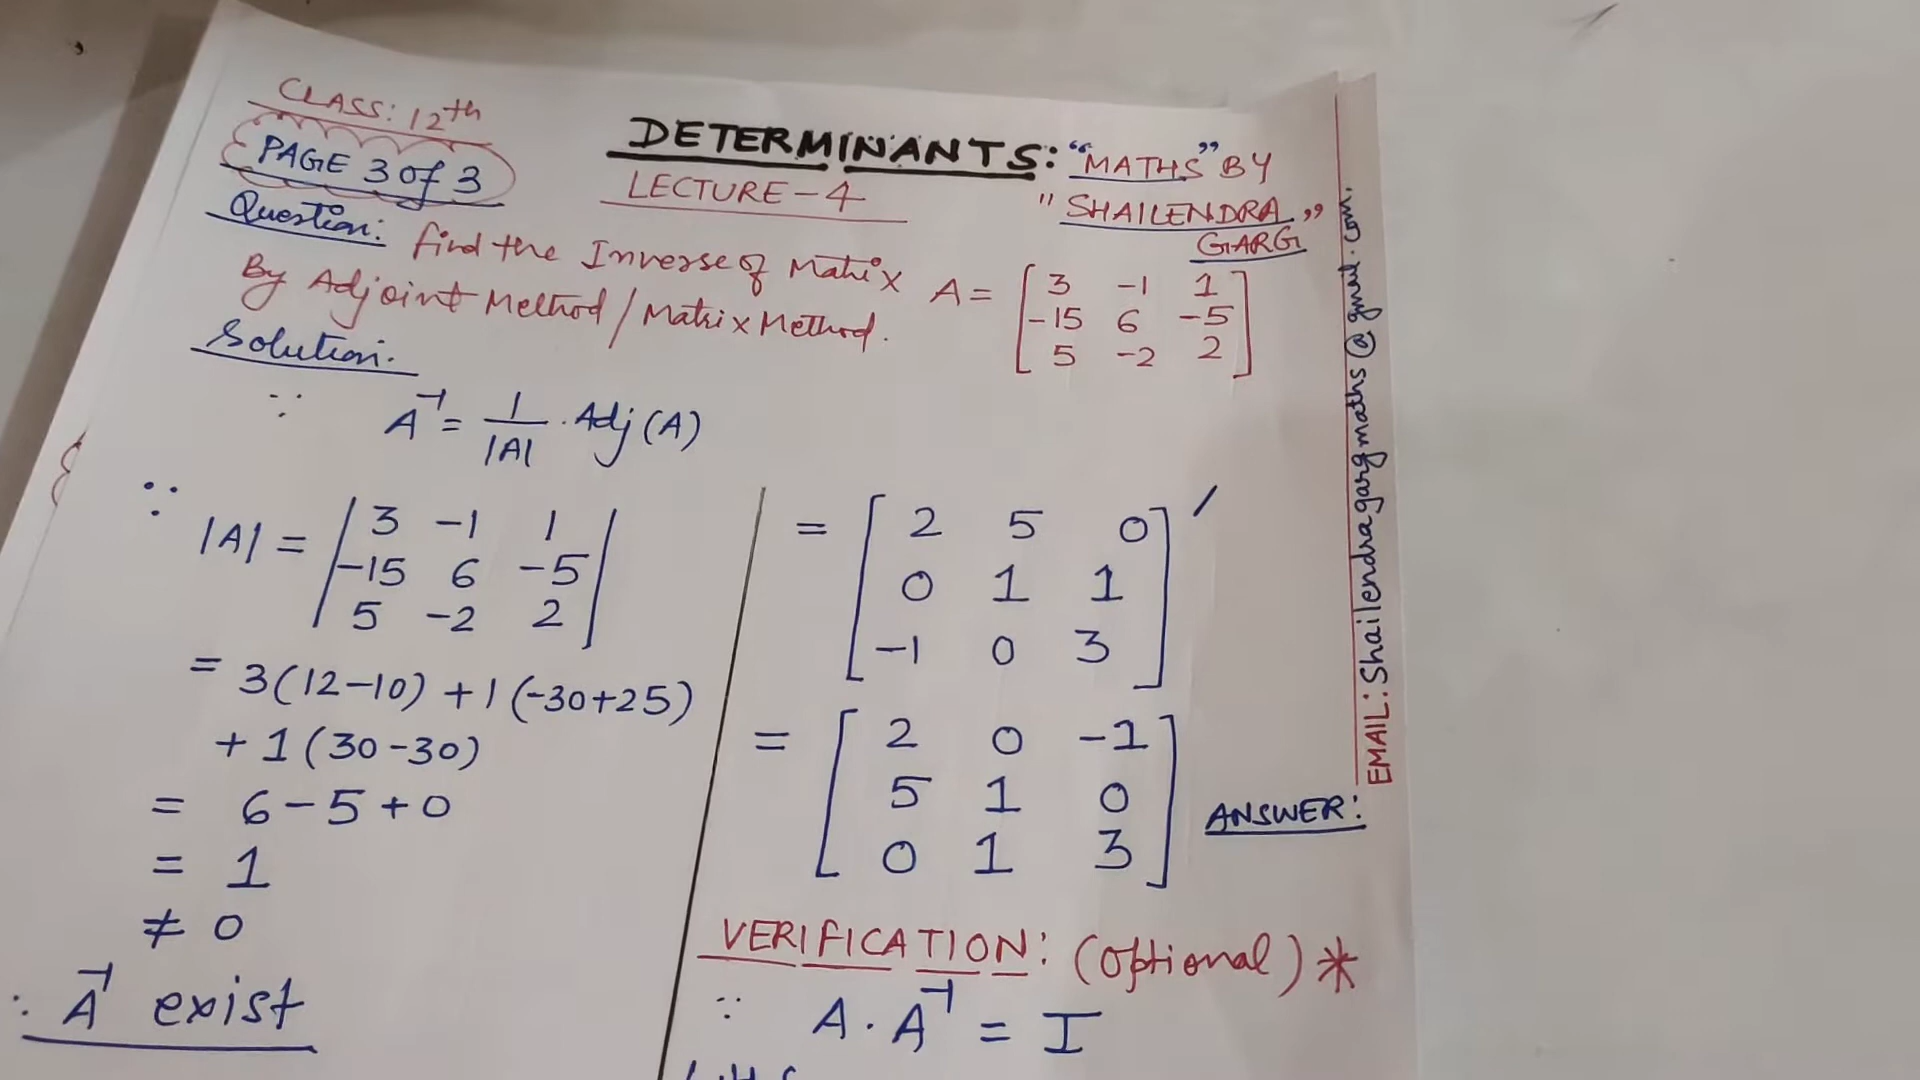 CLASS: 12th
PAGE 3 of 3
DETERMINANTS: "MATHS" BY
LECTURE-4
"SHAILENDRA"
GARG
Question: find the Inverse of Matrix
By Adjoint Method / Matrix Method.
A = [ 3 -1 1
-15 6 -5
5 -2 2 ]
Solution.
∵ A⁻¹ = 1/|A| . Adj (A)
∵ |A| = | 3 -1 1
-15 6 -5
5 -2 2 |
= 3(12-10) + 1(-30+25)
+ 1(30-30)
= 6-5+0
= 1
≠ 0
∴ A⁻¹ exist
= [ 2 5 0
0 1 1
-1 0 3 ]′
= [ 2 0 -1
5 1 0
0 1 3 ] ANSWER:
VERIFICATION: (optional) *
∵ A . A⁻¹ = I
EMAIL: Shailendragargmaths@gmail.com.